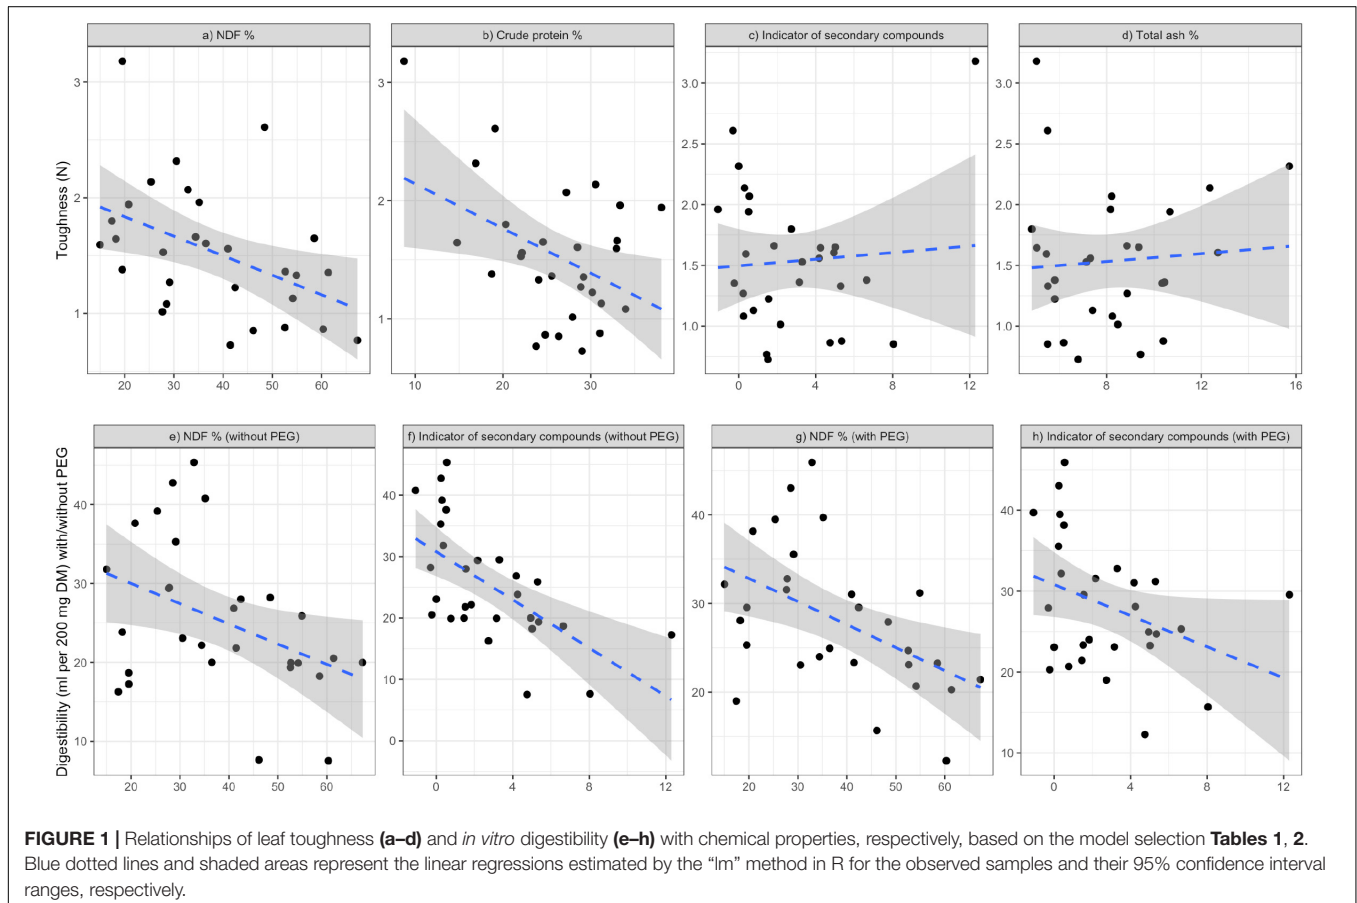 a) NDF %
b) Crude protein %
c) Indicator of secondary compounds
d) Total ash %
Toughness (N)
3
2
1
20 30 40 50 60
3
2
1
10 20 30
3.0
2.5
2.0
1.5
1.0
0 4 8 12
3.0
2.5
2.0
1.5
1.0
8 12 16
e) NDF % (without PEG)
f) Indicator of secondary compounds (without PEG)
g) NDF % (with PEG)
h) Indicator of secondary compounds (with PEG)
Digestibility (ml per 200 mg DM) with/without PEG
40
30
20
10
20 30 40 50 60
40
30
20
10
0
0 4 8 12
40
30
20
20 30 40 50 60
40
30
20
10
0 4 8 12
FIGURE 1 | Relationships of leaf toughness (a–d) and in vitro digestibility (e–h) with chemical properties, respectively, based on the model selection Tables 1, 2.
Blue dotted lines and shaded areas represent the linear regressions estimated by the “lm” method in R for the observed samples and their 95% confidence interval
ranges, respectively.